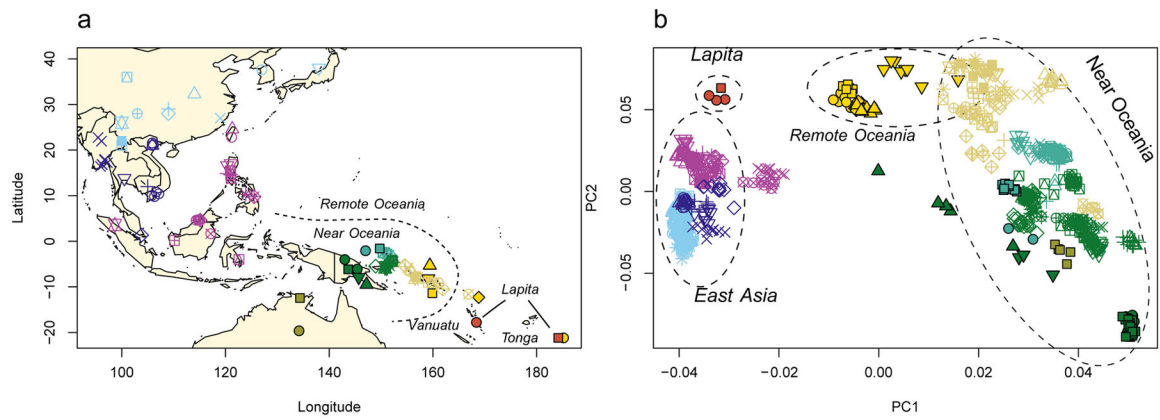 a
Latitude
40
30
20
10
0
−10
−20
Remote Oceania
Near Oceania
Lapita
Vanuatu
Tonga
100 120 140 160 180
Longitude
b
PC2
0.05
0.00
−0.05
Lapita
Remote Oceania
Near Oceania
East Asia
−0.04 −0.02 0.00 0.02 0.04
PC1